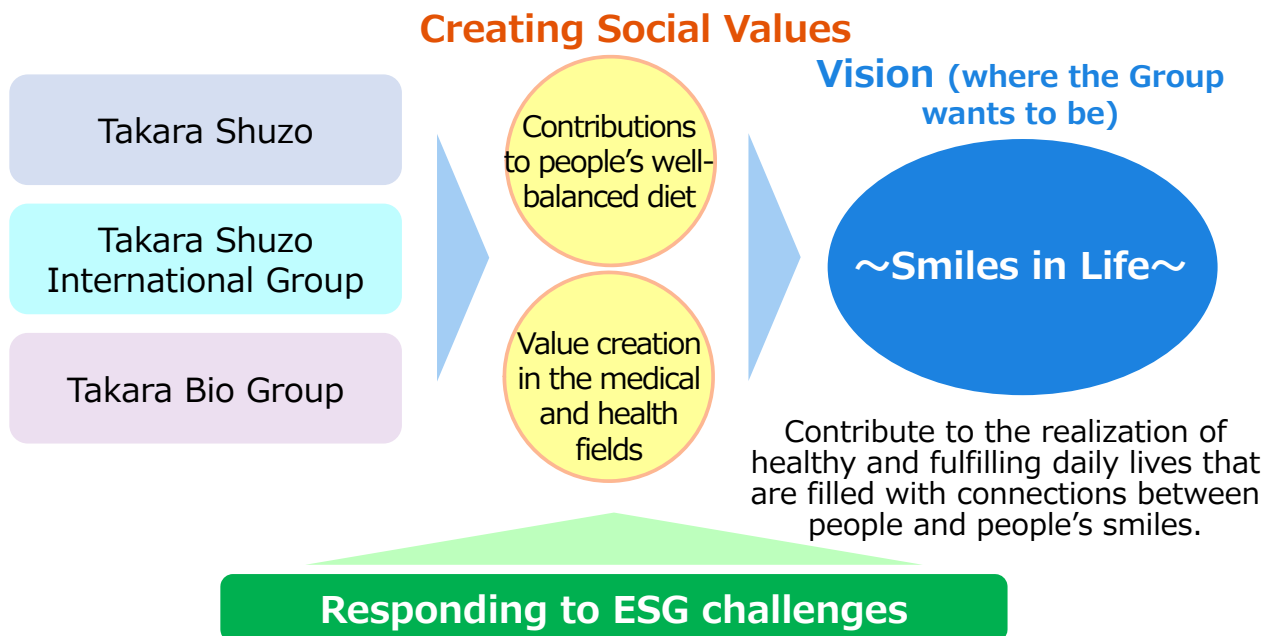 Creating Social Values
Takara Shuzo
Takara Shuzo
International Group
Takara Bio Group
Contributions
to people’s well-
balanced diet
Value creation
in the medical
and health
fields
Vision (where the Group
wants to be)
～Smiles in Life～
Contribute to the realization of
healthy and fulfilling daily lives that
are filled with connections between
people and people’s smiles.
Responding to ESG challenges